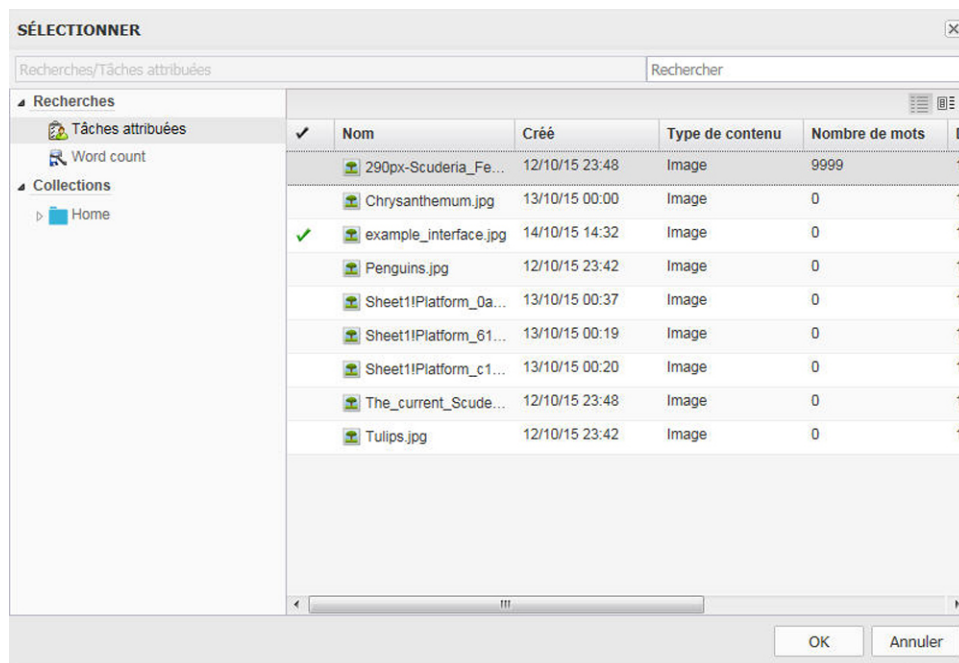 SÉLECTIONNER
Recherches/Tâches attribuées Rechercher
Recherches
Tâches attribuées
Word count
Collections
Home
Nom Créé Type de contenu Nombre de mots
290px-Scuderia_Fe... 12/10/15 23:48 Image 9999
Chrysanthemum.jpg 13/10/15 00:00 Image 0
example_interface.jpg 14/10/15 14:32 Image 0
Penguins.jpg 12/10/15 23:42 Image 0
Sheet1!Platform_0a... 13/10/15 00:37 Image 0
Sheet1!Platform_61... 13/10/15 00:19 Image 0
Sheet1!Platform_c1... 13/10/15 00:20 Image 0
The_current_Scude... 12/10/15 23:48 Image 0
Tulips.jpg 12/10/15 23:42 Image 0
OK Annuler